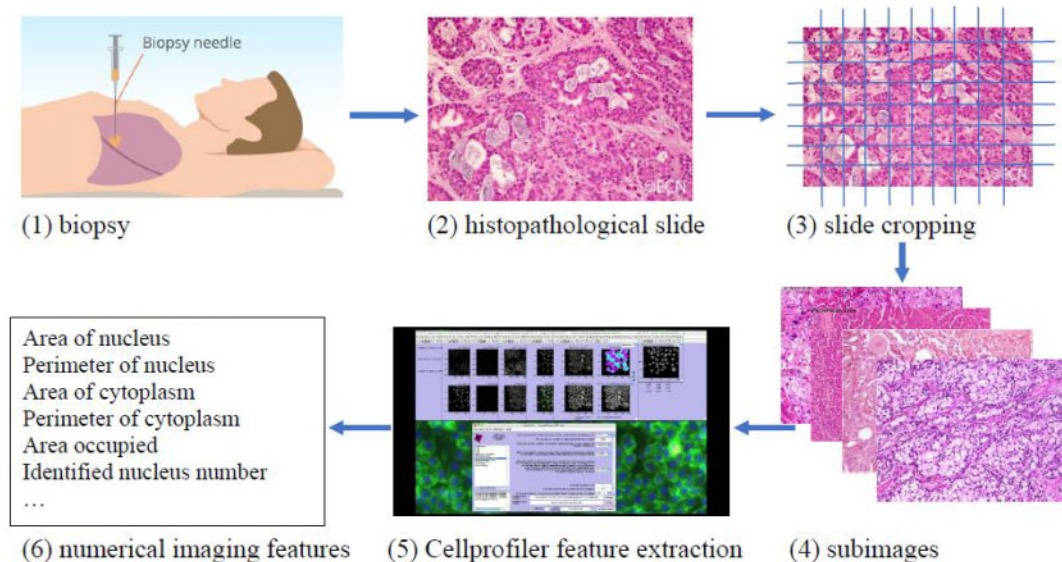 Biopsy needle
(1) biopsy
©ECN
(2) histopathological slide
(3) slide cropping
Area of nucleus
Perimeter of nucleus
Area of cytoplasm
Perimeter of cytoplasm
Area occupied
Identified nucleus number
…
(6) numerical imaging features
(5) Cellprofiler feature extraction
(4) subimages